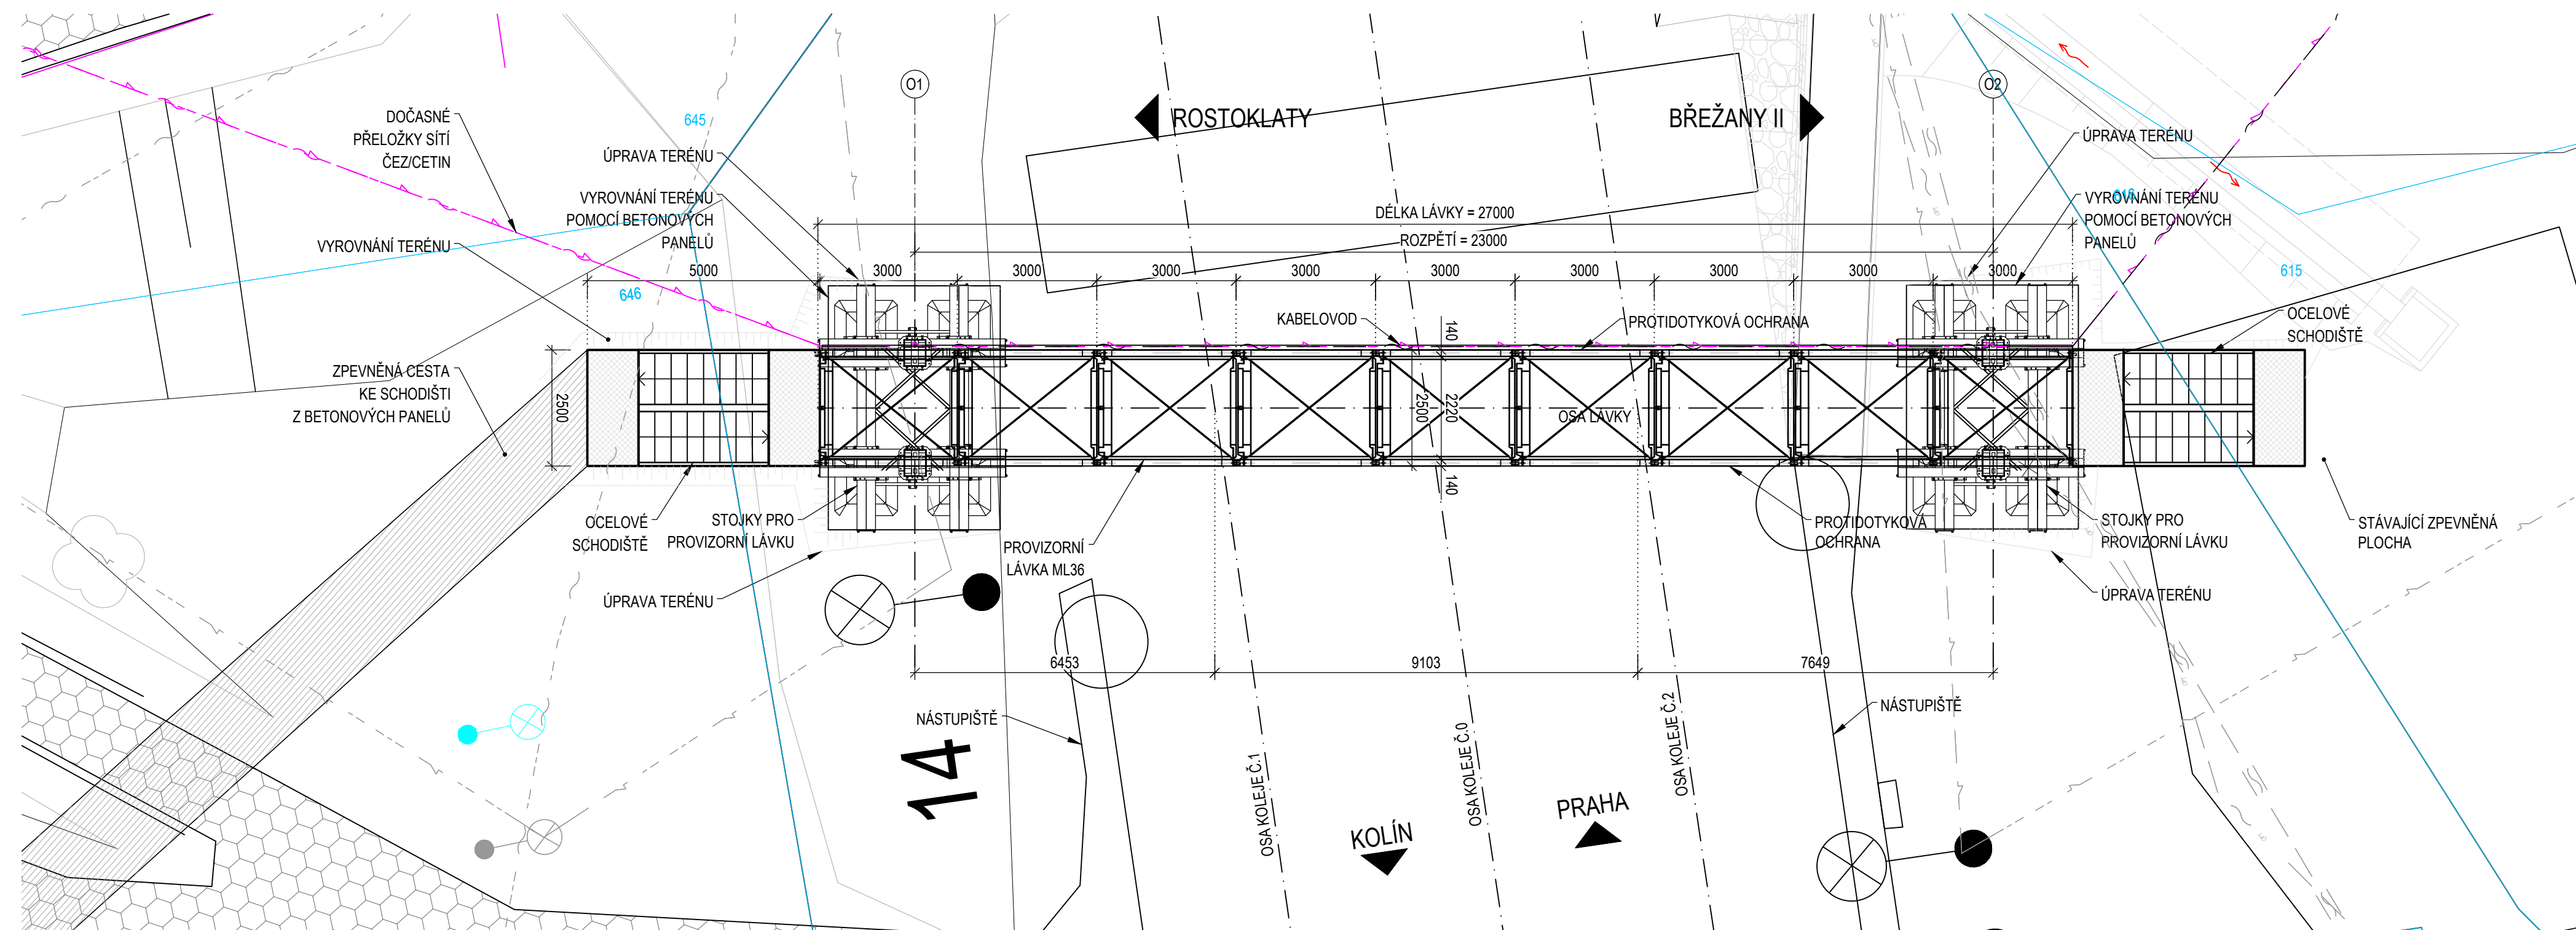 O1
O2
ROSTOKLATY
BŘEŽANY II
DOČASNÉ
PŘELOŽKY SÍTÍ
ČEZ/CETIN
645
ÚPRAVA TERÉNU
ÚPRAVA TERÉNU
VYROVNÁNÍ TERÉNU
POMOCÍ BETONOVÝCH
PANELŮ
616
VYROVNÁNÍ TERÉNU
POMOCÍ BETONOVÝCH
PANELŮ
DÉLKA LÁVKY = 27000
ROZPĚTÍ = 23000
VYROVNÁNÍ TERÉNU
5000
3000
3000
3000
3000
3000
3000
3000
3000
3000
615
646
KABELOVOD
PROTIDOTYKOVÁ OCHRANA
140
OCELOVÉ
SCHODIŠTĚ
ZPEVNĚNÁ CESTA
KE SCHODIŠTI
Z BETONOVÝCH PANELŮ
2500
2500
2220
OSA LÁVKY
140
OCELOVÉ
SCHODIŠTĚ
STOJKY PRO
PROVIZORNÍ LÁVKU
PROVIZORNÍ
LÁVKA ML36
PROTIDOTYKOVÁ
OCHRANA
STOJKY PRO
PROVIZORNÍ LÁVKU
STÁVAJÍCÍ ZPEVNĚNÁ
PLOCHA
ÚPRAVA TERÉNU
ÚPRAVA TERÉNU
6453
9103
7649
NÁSTUPIŠTĚ
NÁSTUPIŠTĚ
14
OSA KOLEJE Č.1
OSA KOLEJE Č.0
OSA KOLEJE Č.2
KOLÍN
PRAHA